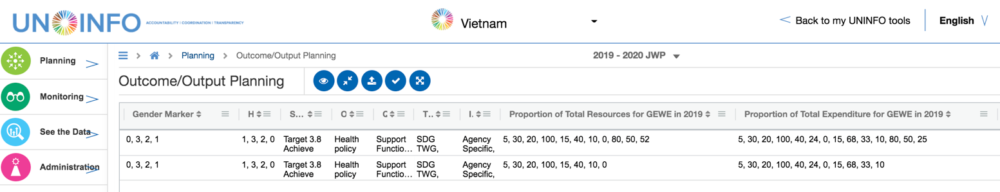 UN INFO ACCOUNTABILITY | COORDINATION | TRANSPARENCY
Vietnam
Back to my UNINFO tools
English
Planning
Monitoring
See the Data
Administration
Planning
Outcome/Output Planning
2019 - 2020 JWP
Outcome/Output Planning
Gender Marker H S... O C T.. I. Proportion of Total Resources for GEWE in 2019 Proportion of Total Expenditure for GEWE in 2019
0, 3, 2, 1 1, 3, 2, 0 Target 3.8 Health Support SDG Agency 5, 30, 20, 100, 15, 40, 10, 0, 80, 50, 52 5, 30, 20, 100, 40, 24, 0, 15, 68, 33, 10, 80, 50, 25
Achieve policy Functio... TWG, Specific,
0, 3, 2, 1 1, 3, 2, 0 Target 3.8 Health Support SDG Agency 5, 30, 20, 100, 15, 40, 10, 0 5, 30, 20, 100, 40, 24, 0, 15, 68, 33, 10
Achieve policy Functio... TWG, Specific,